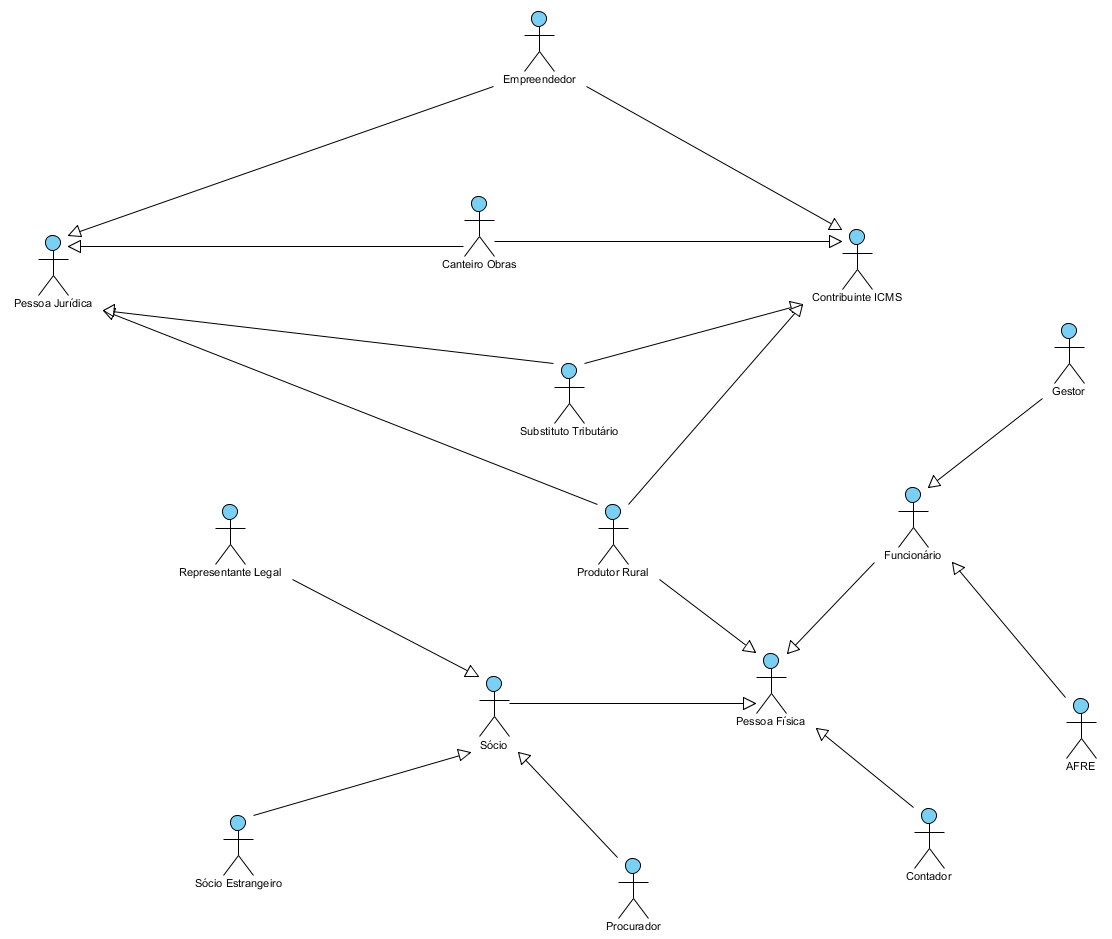 Empreendedor
Canteiro Obras
Pessoa Jurídica
Contribuinte ICMS
Gestor
Substituto Tributário
Funcionário
Representante Legal
Produtor Rural
Pessoa Física
Sócio
AFRE
Sócio Estrangeiro
Contador
Procurador